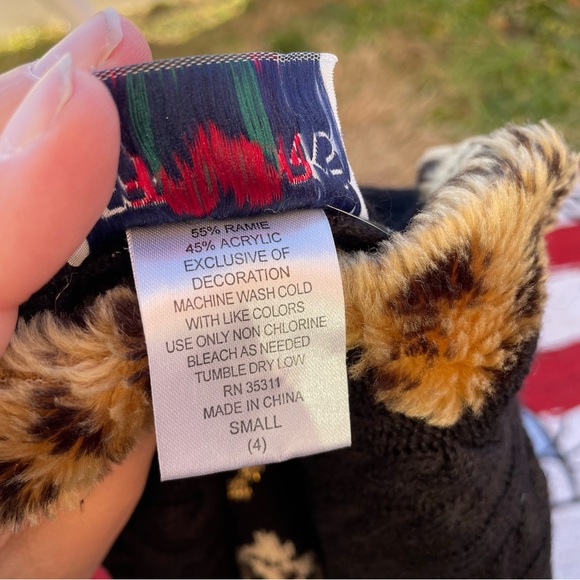 55% RAMIE
45% ACRYLIC
EXCLUSIVE OF
DECORATION
MACHINE WASH COLD
WITH LIKE COLORS
USE ONLY NON CHLORINE
BLEACH AS NEEDED
TUMBLE DRY LOW
RN 35311
MADE IN CHINA
SMALL
(4)